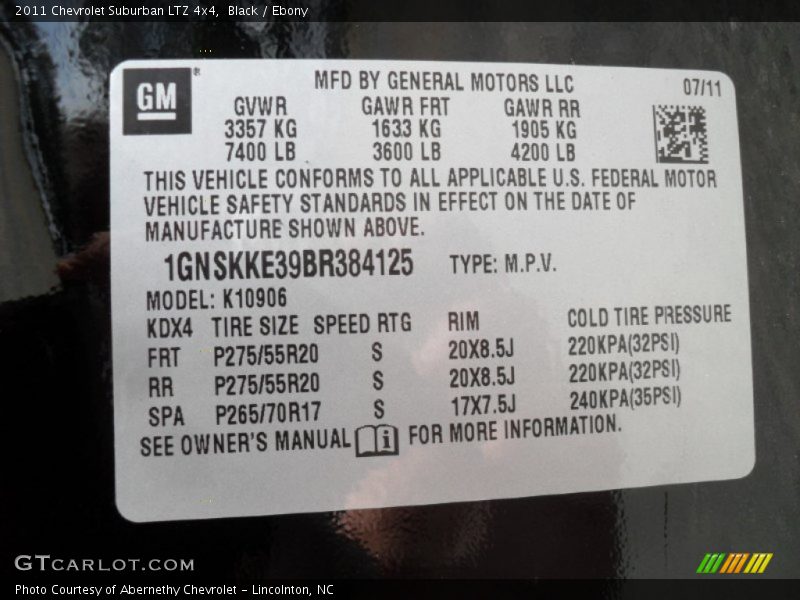 2011 Chevrolet Suburban LTZ 4x4, Black / Ebony
GM® MFD BY GENERAL MOTORS LLC 07/11
GVWR GAWR FRT GAWR RR
3357 KG 1633 KG 1905 KG
7400 LB 3600 LB 4200 LB
THIS VEHICLE CONFORMS TO ALL APPLICABLE U.S. FEDERAL MOTOR
VEHICLE SAFETY STANDARDS IN EFFECT ON THE DATE OF
MANUFACTURE SHOWN ABOVE.
1GNSKKE39BR384125 TYPE: M.P.V.
MODEL: K10906
KDX4 TIRE SIZE SPEED RTG RIM COLD TIRE PRESSURE
FRT P275/55R20 S 20X8.5J 220KPA(32PSI)
RR P275/55R20 S 20X8.5J 220KPA(32PSI)
SPA P265/70R17 S 17X7.5J 240KPA(35PSI)
SEE OWNER'S MANUAL i FOR MORE INFORMATION.
GTCARLOT.COM
Photo Courtesy of Abernethy Chevrolet – Lincolnton, NC